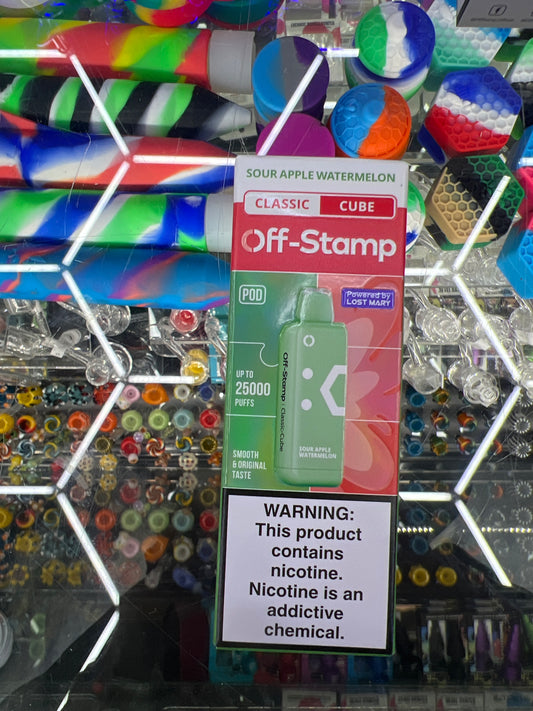 SOUR APPLE WATERMELON
CLASSIC CUBE
Off-Stamp
POD
Powered by
LOST MARY
UP TO
25000
PUFFS
Off-Stamp | Classic·Cube
SOUR APPLE
WATERMELON
SMOOTH
& ORIGINAL
TASTE
WARNING:
This product
contains
nicotine.
Nicotine is an
addictive
chemical.